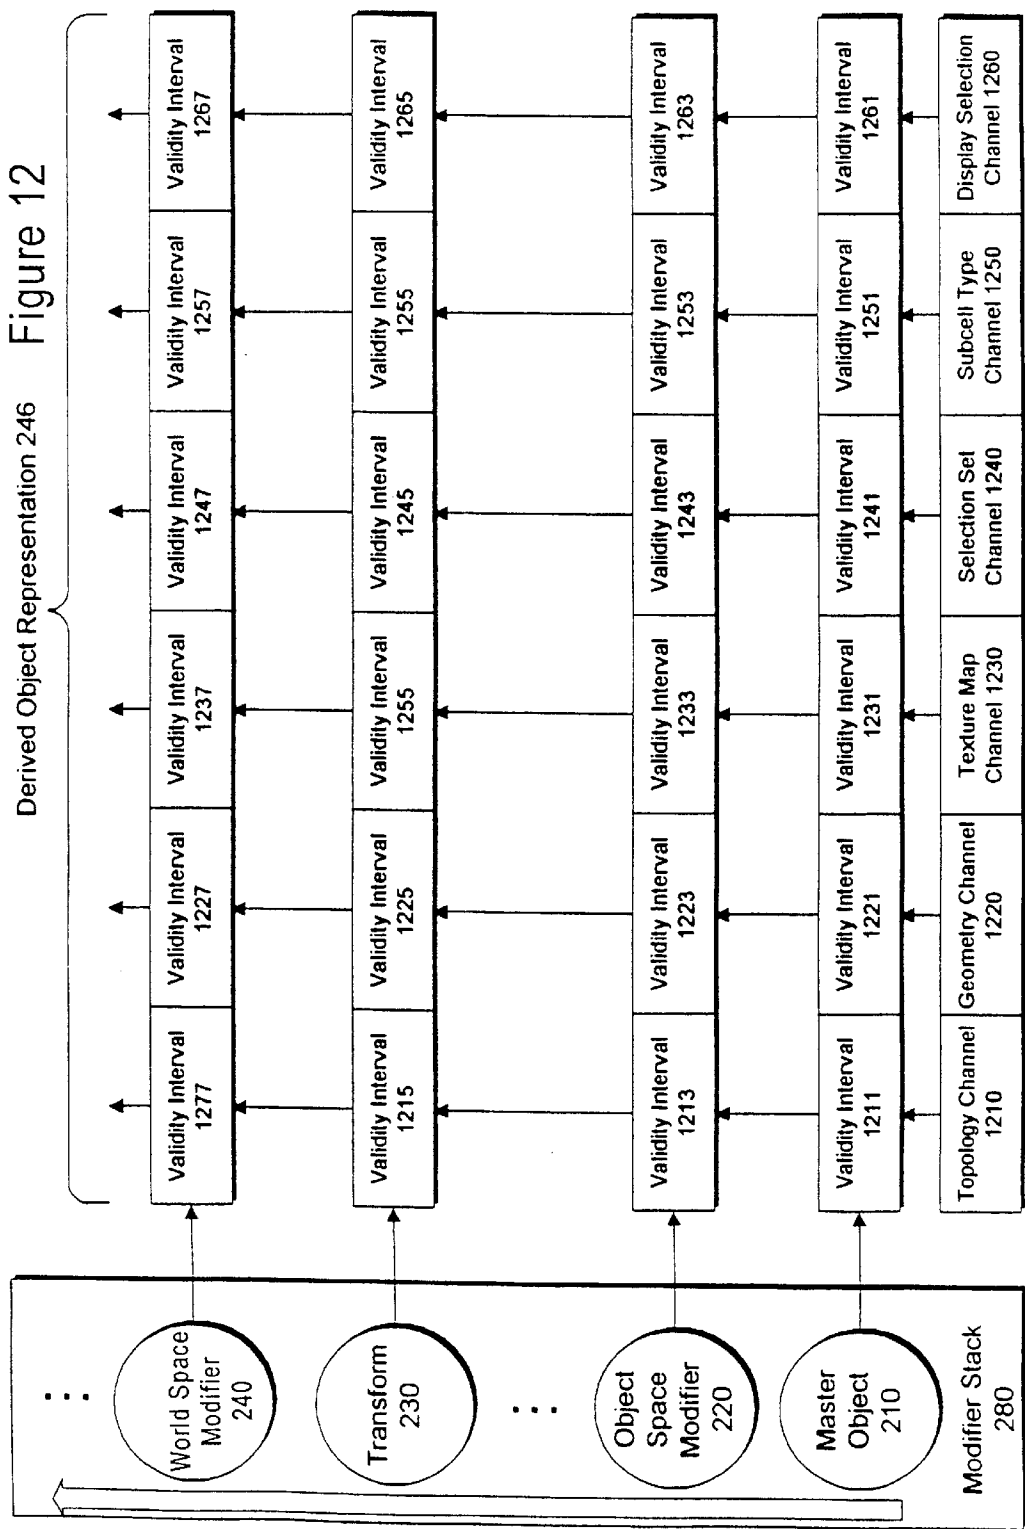 Derived Object Representation 246
Figure 12
World Space
Modifier
240
Validity Interval
1277
Validity Interval
1227
Validity Interval
1237
Validity Interval
1247
Validity Interval
1257
Validity Interval
1267
Transform
230
Validity Interval
1215
Validity Interval
1225
Validity Interval
1255
Validity Interval
1245
Validity Interval
1255
Validity Interval
1265
Object
Space
Modifier
220
Validity Interval
1213
Validity Interval
1223
Validity Interval
1233
Validity Interval
1243
Validity Interval
1253
Validity Interval
1263
Master
Object
210
Validity Interval
1211
Validity Interval
1221
Validity Interval
1231
Validity Interval
1241
Validity Interval
1251
Validity Interval
1261
Modifier Stack
280
Topology Channel
1210
Geometry Channel
1220
Texture Map
Channel 1230
Selection Set
Channel 1240
Subcell Type
Channel 1250
Display Selection
Channel 1260